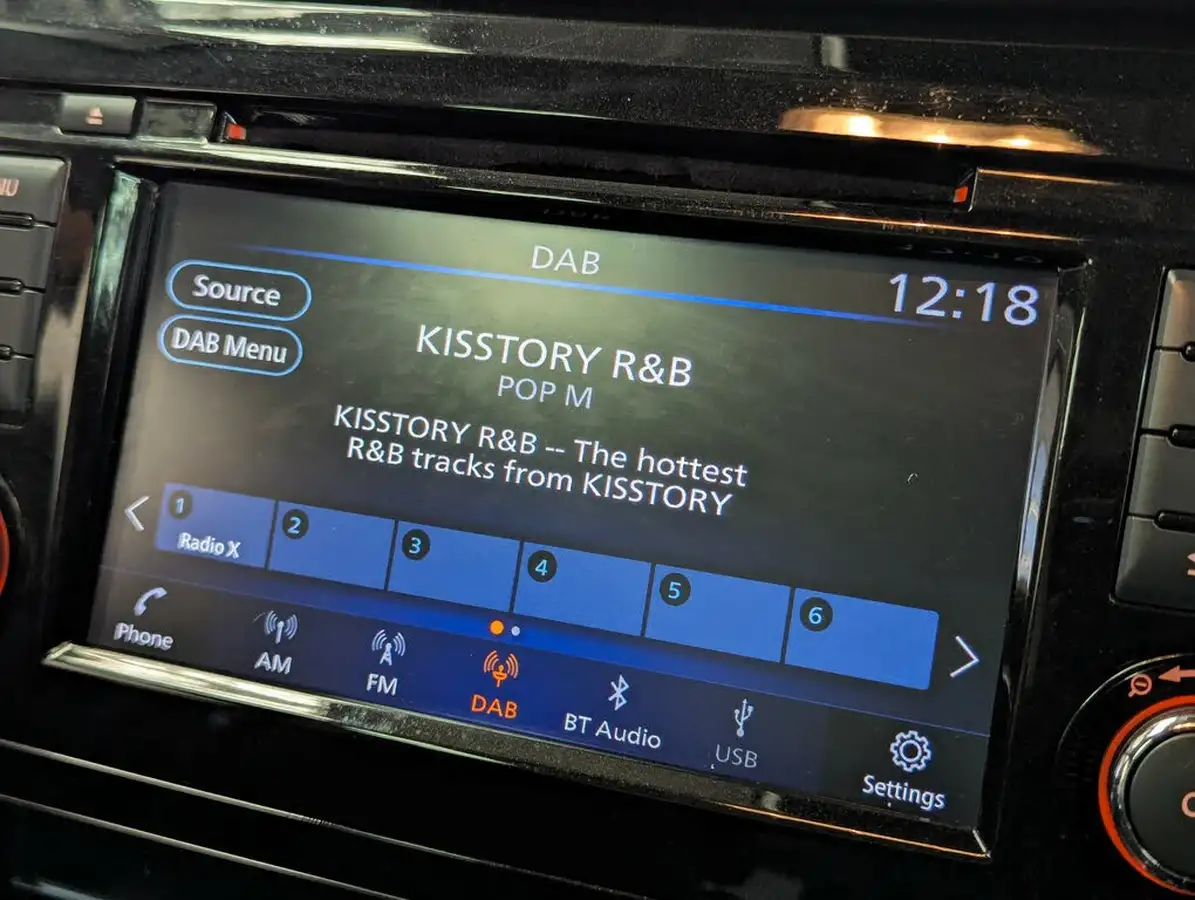 DAB
12:18
Source
DAB Menu
KISSTORY R&B
POP M
KISSTORY R&B -- The hottest
R&B tracks from KISSTORY
1
Radio X
2
3
4
5
6
Phone
AM
FM
DAB
BT Audio
USB
Settings